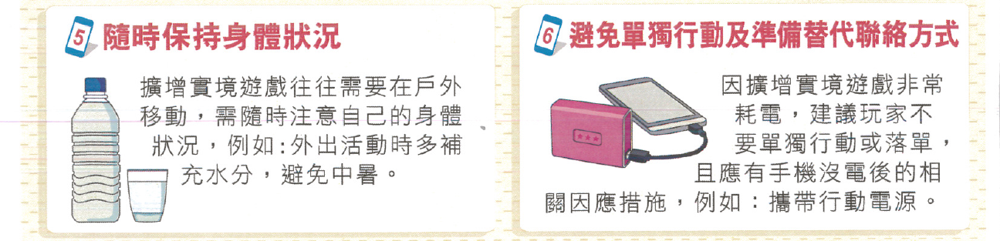 5 隨時保持身體狀況
擴增實境遊戲往往需要在戶外
移動，需隨時注意自己的身體
狀況，例如:外出活動時多補
充水分，避免中暑。
6 避免單獨行動及準備替代聯絡方式
因擴增實境遊戲非常
耗電，建議玩家不
要單獨行動或落單，
且應有手機沒電後的相
關因應措施，例如：攜帶行動電源。